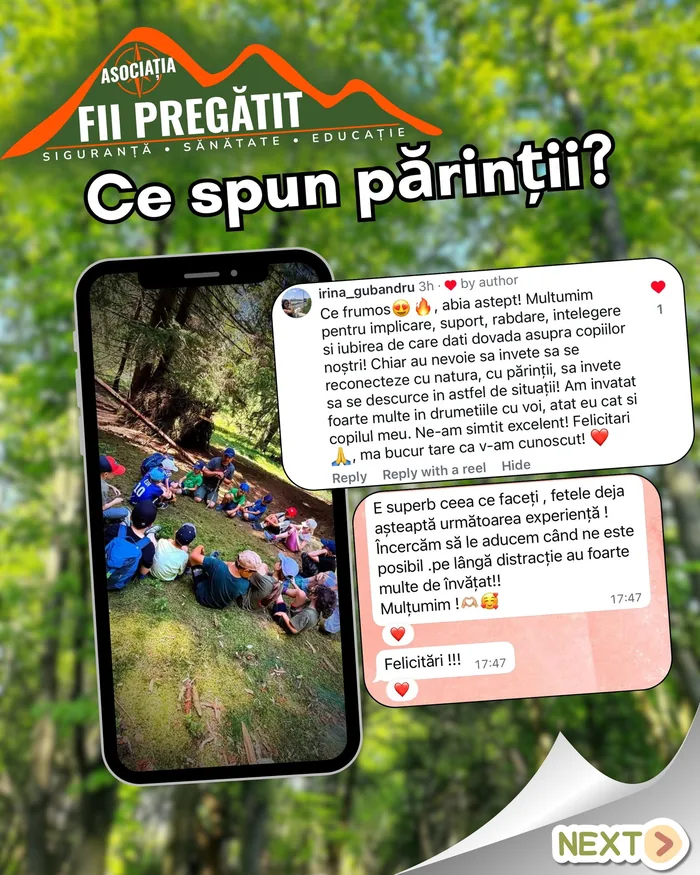 ASOCIAȚIA
FII PREGĂTIT
SIGURANȚĂ • SĂNĂTATE • EDUCAȚIE
Ce spun părinții?
irina_gubandru 3h · ❤️ by author
Ce frumos😍🔥, abia astept! Multumim
pentru implicare, suport, rabdare, intelegere
si iubirea de care dati dovada asupra copiilor
noștri! Chiar au nevoie sa invete sa se
reconecteze cu natura, cu părinții, sa invete
sa se descurce in astfel de situații! Am invatat
foarte multe in drumetiile cu voi, atat eu cat si
copilul meu. Ne-am simtit excelent! Felicitari
🙏, ma bucur tare ca v-am cunoscut! ❤️
1
Reply Reply with a reel Hide
E superb ceea ce faceți , fetele deja
așteaptă următoarea experiență !
Încercăm să le aducem când ne este
posibil .pe lângă distracție au foarte
multe de învățat!!
Mulțumim !🫶🏼🥰 17:47
Felicitări !!! 17:47
NEXT